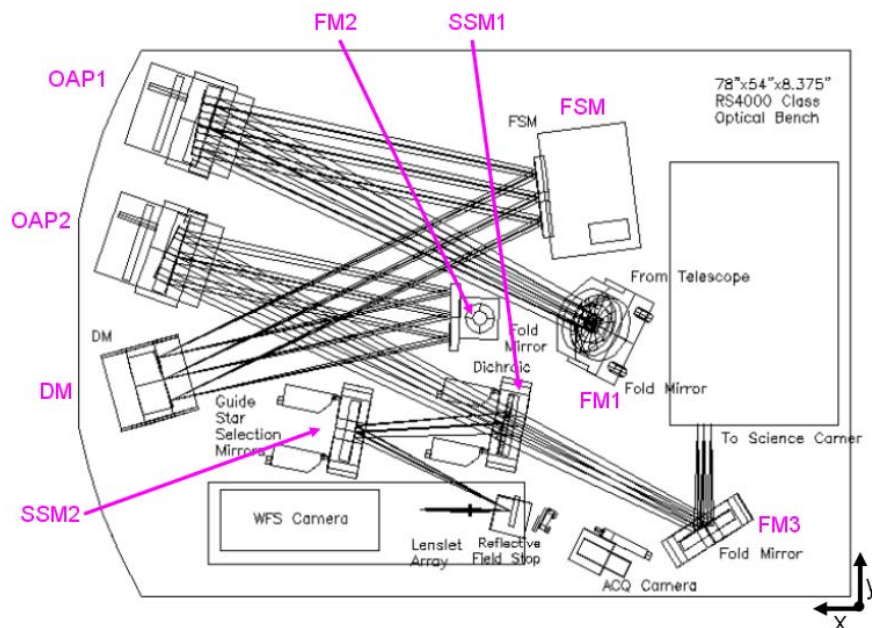 FM2
SSM1
OAP1
78"x54"x8.375"
RS4000 Class
Optical Bench
FSM
FSM
OAP2
From Telescope
DM
Fold
Mirror
Dichroic
DM
FM1
Fold Mirror
Guide
Star
Selection
Mirrors
To Science Camer
SSM2
WFS Camera
FM3
Fold Mirror
Lenslet
Array
Reflective
Field Stop
ACQ Camera
y
x